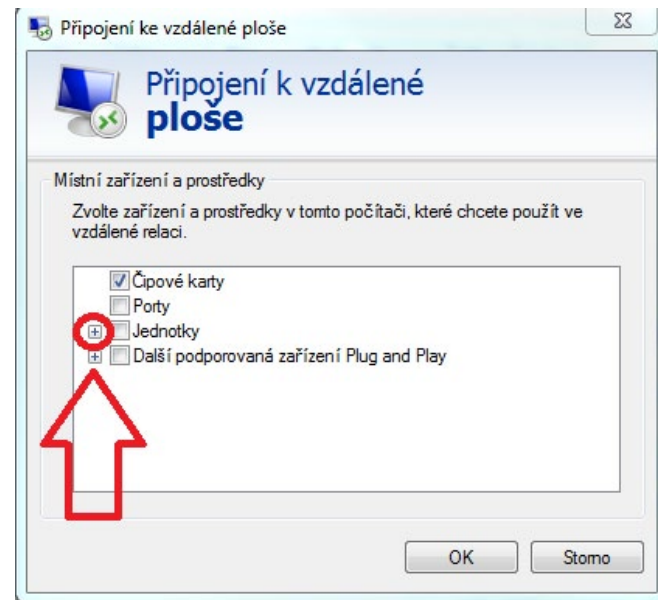 Připojení ke vzdálené ploše
Připojení k vzdálené
ploše
Místní zařízení a prostředky
Zvolte zařízení a prostředky v tomto počítači, které chcete použít ve
vzdálené relaci.
Čipové karty
Porty
Jednotky
Další podporovaná zařízení Plug and Play
OK Storno